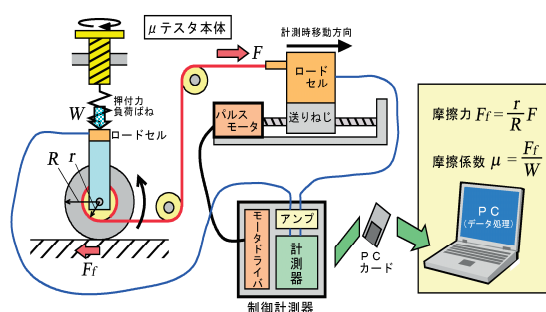 μテスタ本体
計測時移動方向
F
ロード
セル
押付力
負荷ばね
W
パルス
モータ
送りねじ
ロードセル
R
r
摩擦力 Ff = r/R F
摩擦係数 μ = Ff/W
モータドライバ
アンプ
計測器
PC
カード
PC
(データ処理)
Ff
制御計測器